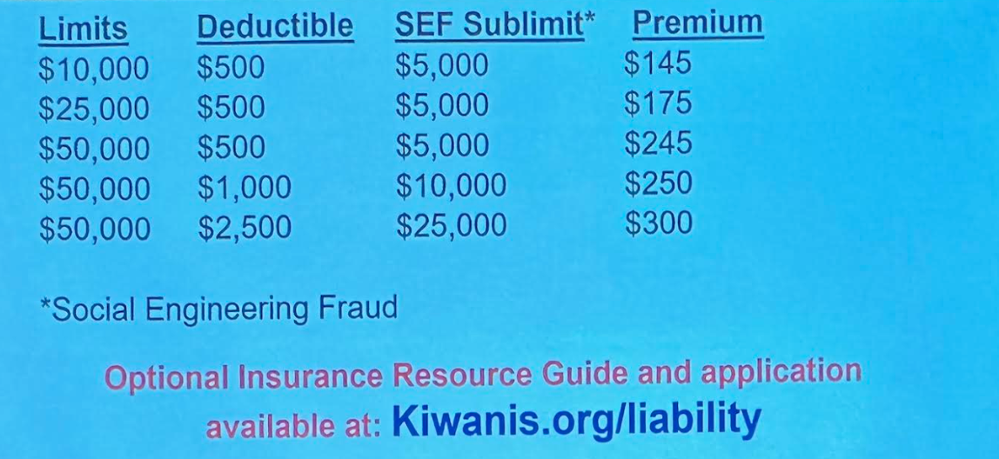 Limits Deductible SEF Sublimit* Premium
$10,000 $500 $5,000 $145
$25,000 $500 $5,000 $175
$50,000 $500 $5,000 $245
$50,000 $1,000 $10,000 $250
$50,000 $2,500 $25,000 $300
*Social Engineering Fraud
Optional Insurance Resource Guide and application
available at: Kiwanis.org/liability